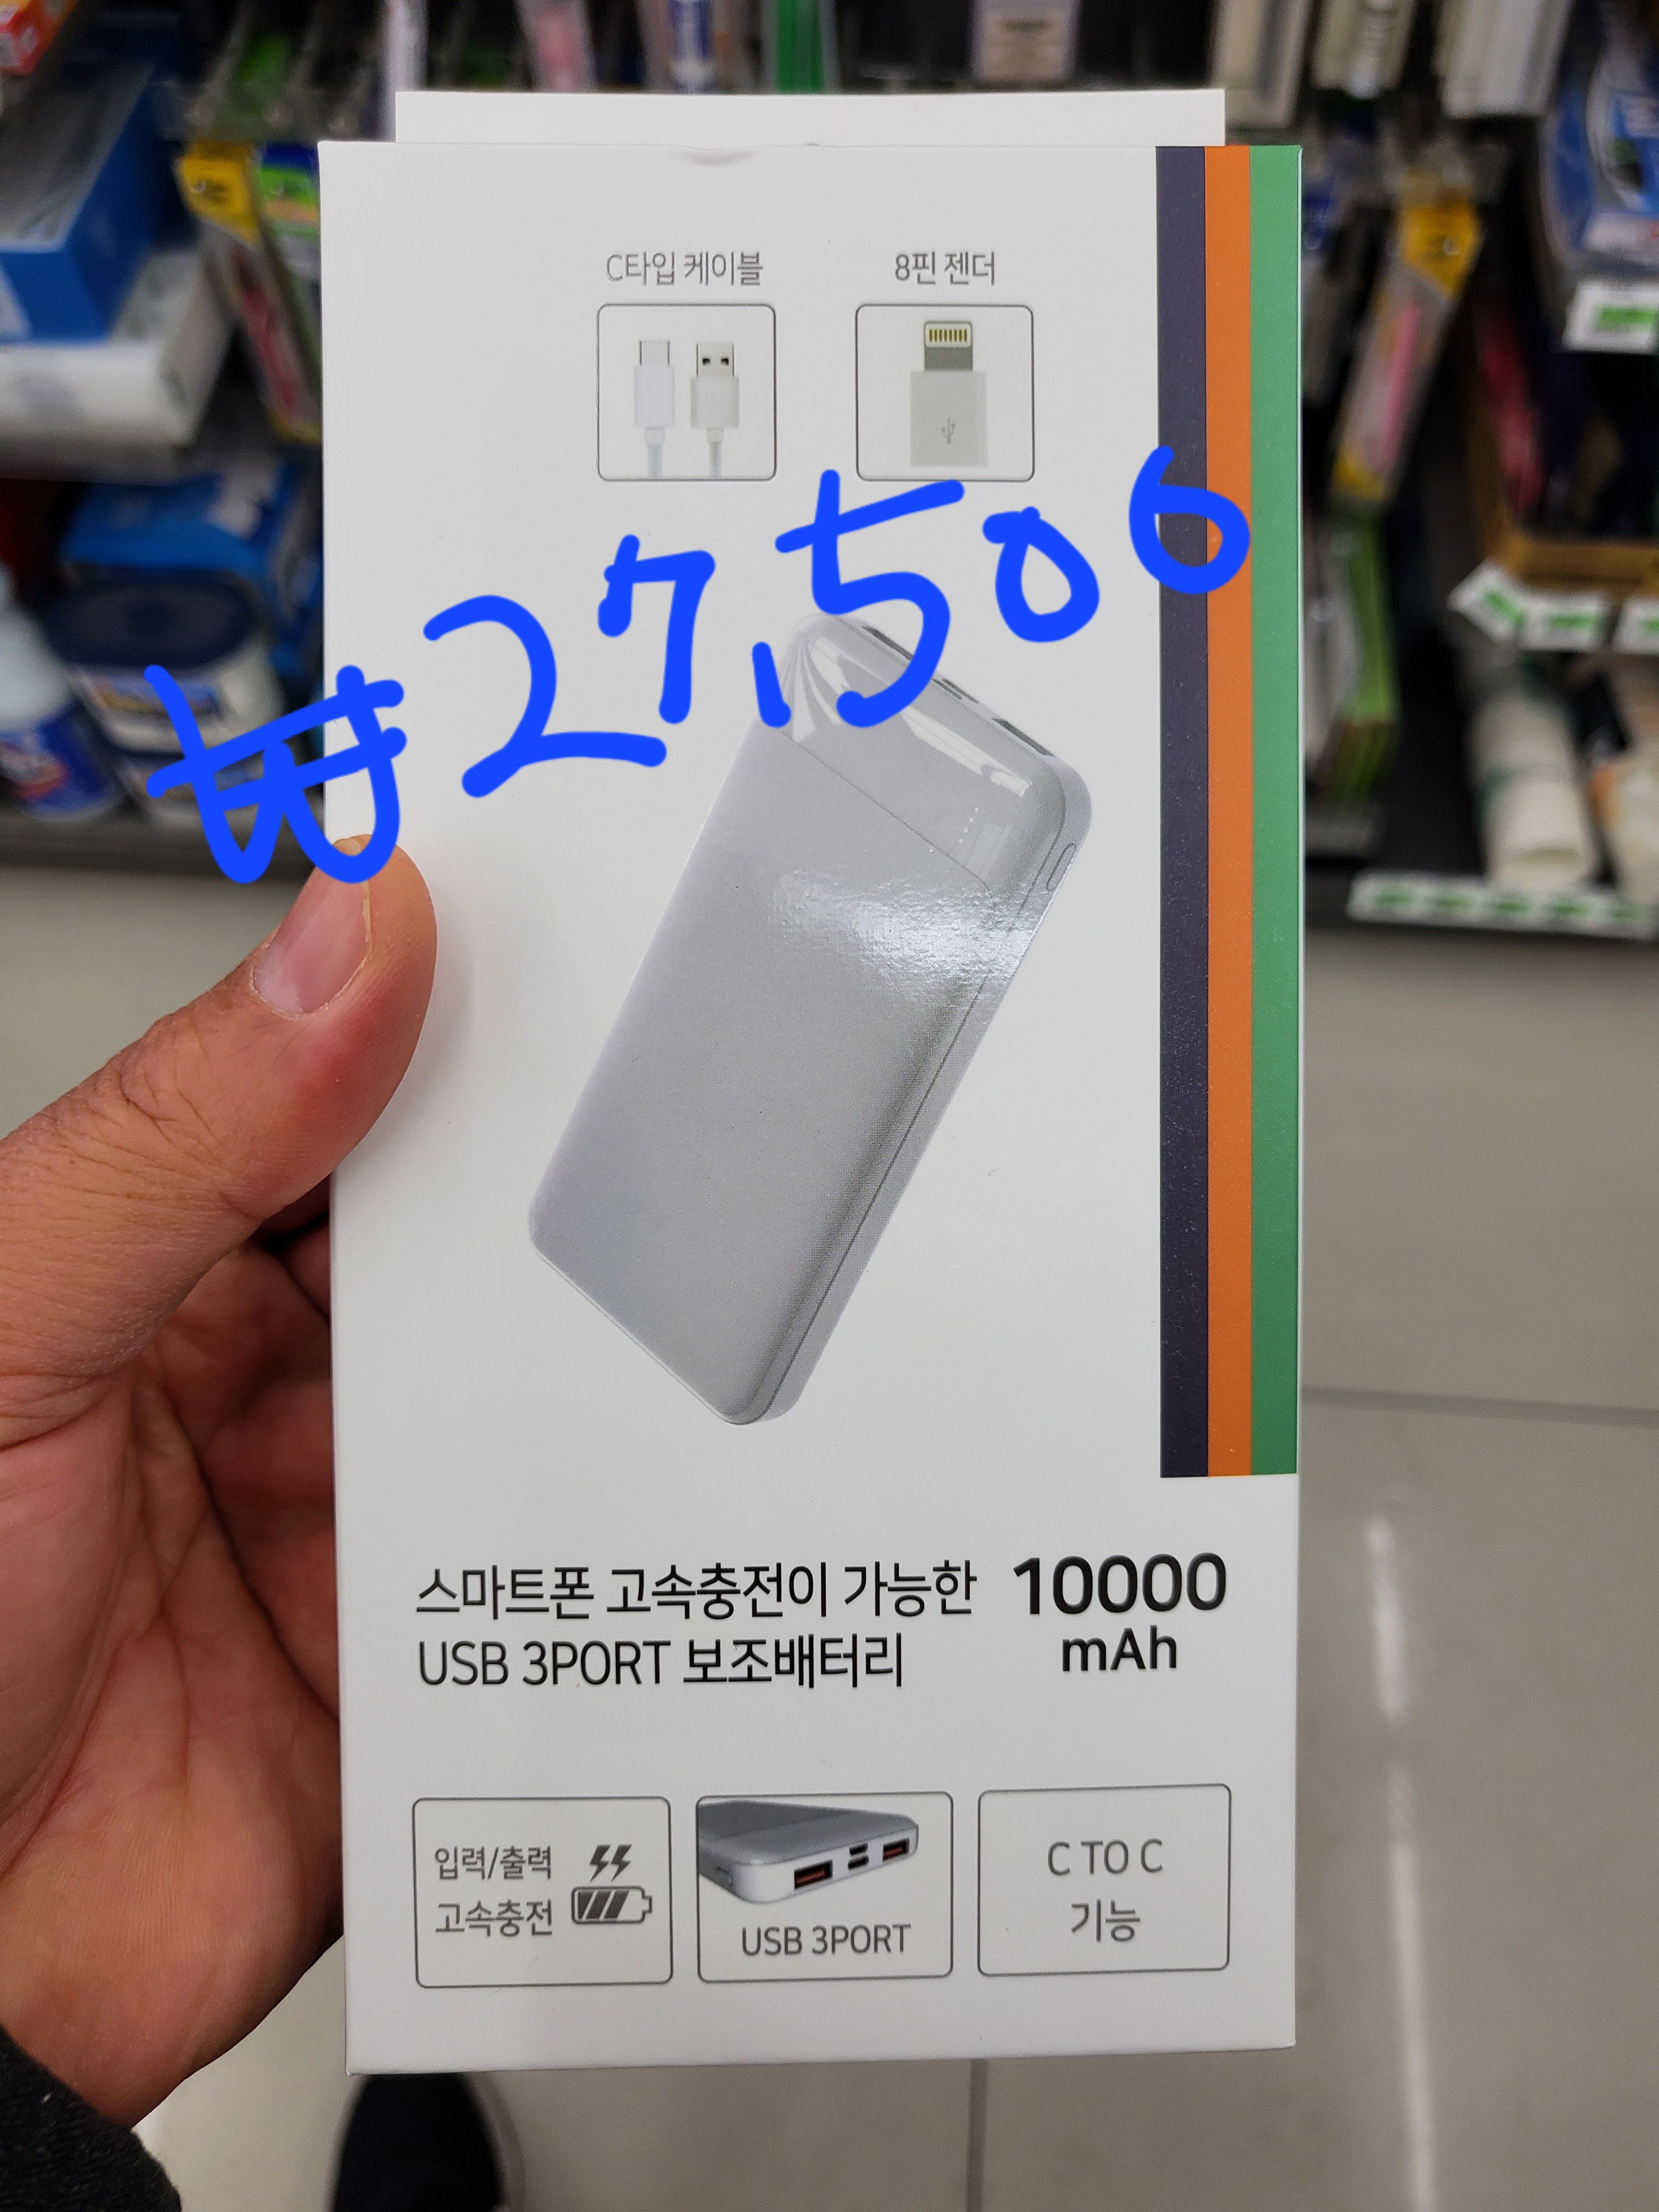 C타입 케이블
8핀 젠더
₩27,506
스마트폰 고속충전이 가능한
USB 3PORT 보조배터리
10000
mAh
입력/출력
고속충전
USB 3PORT
C TO C
기능